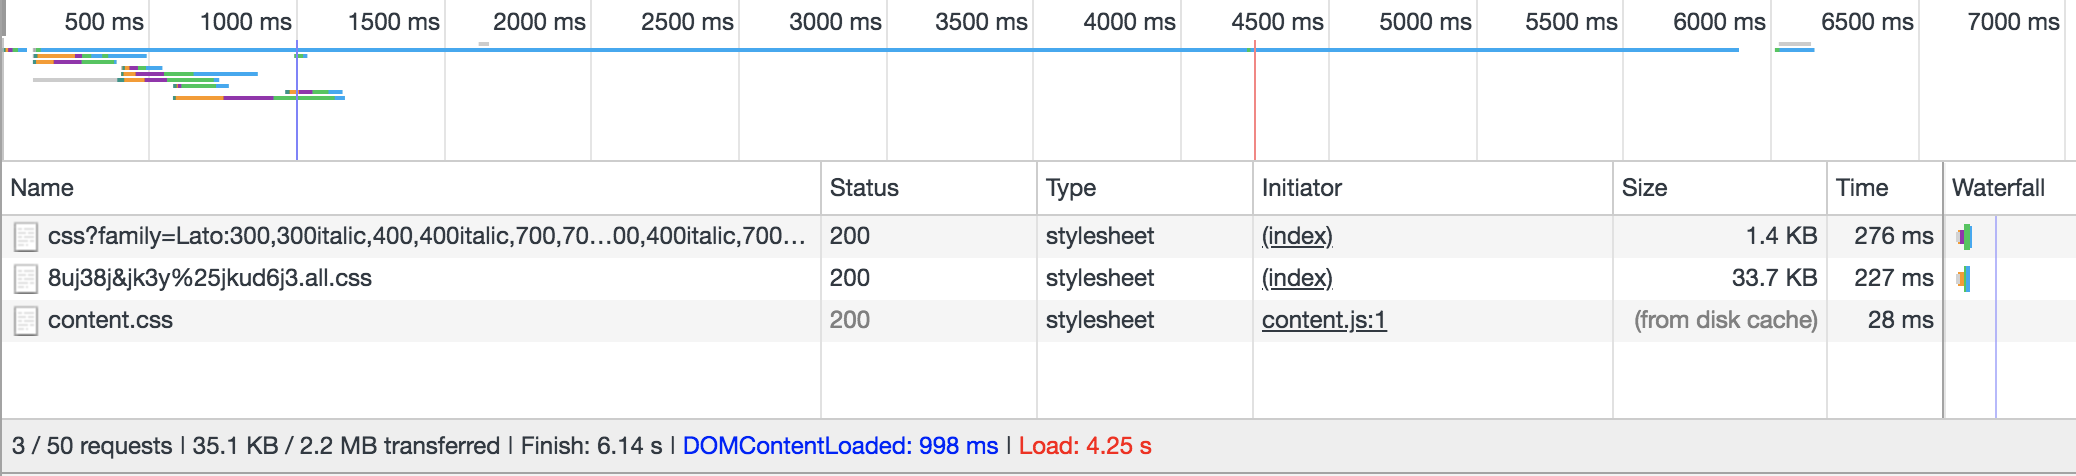 500 ms 1000 ms 1500 ms 2000 ms 2500 ms 3000 ms 3500 ms 4000 ms 4500 ms 5000 ms 5500 ms 6000 ms 6500 ms 7000 ms
Name Status Type Initiator Size Time Waterfall
css?family=Lato:300,300italic,400,400italic,700,70…00,400italic,700… 200 stylesheet (index) 1.4 KB 276 ms
8uj38j&jk3y%25jkud6j3.all.css 200 stylesheet (index) 33.7 KB 227 ms
content.css 200 stylesheet content.js:1 (from disk cache) 28 ms
3 / 50 requests | 35.1 KB / 2.2 MB transferred | Finish: 6.14 s | DOMContentLoaded: 998 ms | Load: 4.25 s